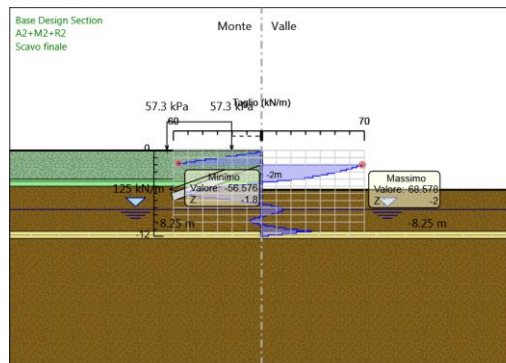 Base Design Section
A2+M2+R2
Scavo finale
Monte Valle
57.3 kPa 57.3 kPa
Taglio (kN/m)
60 70
0
Minimo
Valore: -56.576
Z -1.8
-2m
Massimo
Valore: 68.578
Z -2
125 kN/m
-8.25 m -8.25 m
-12